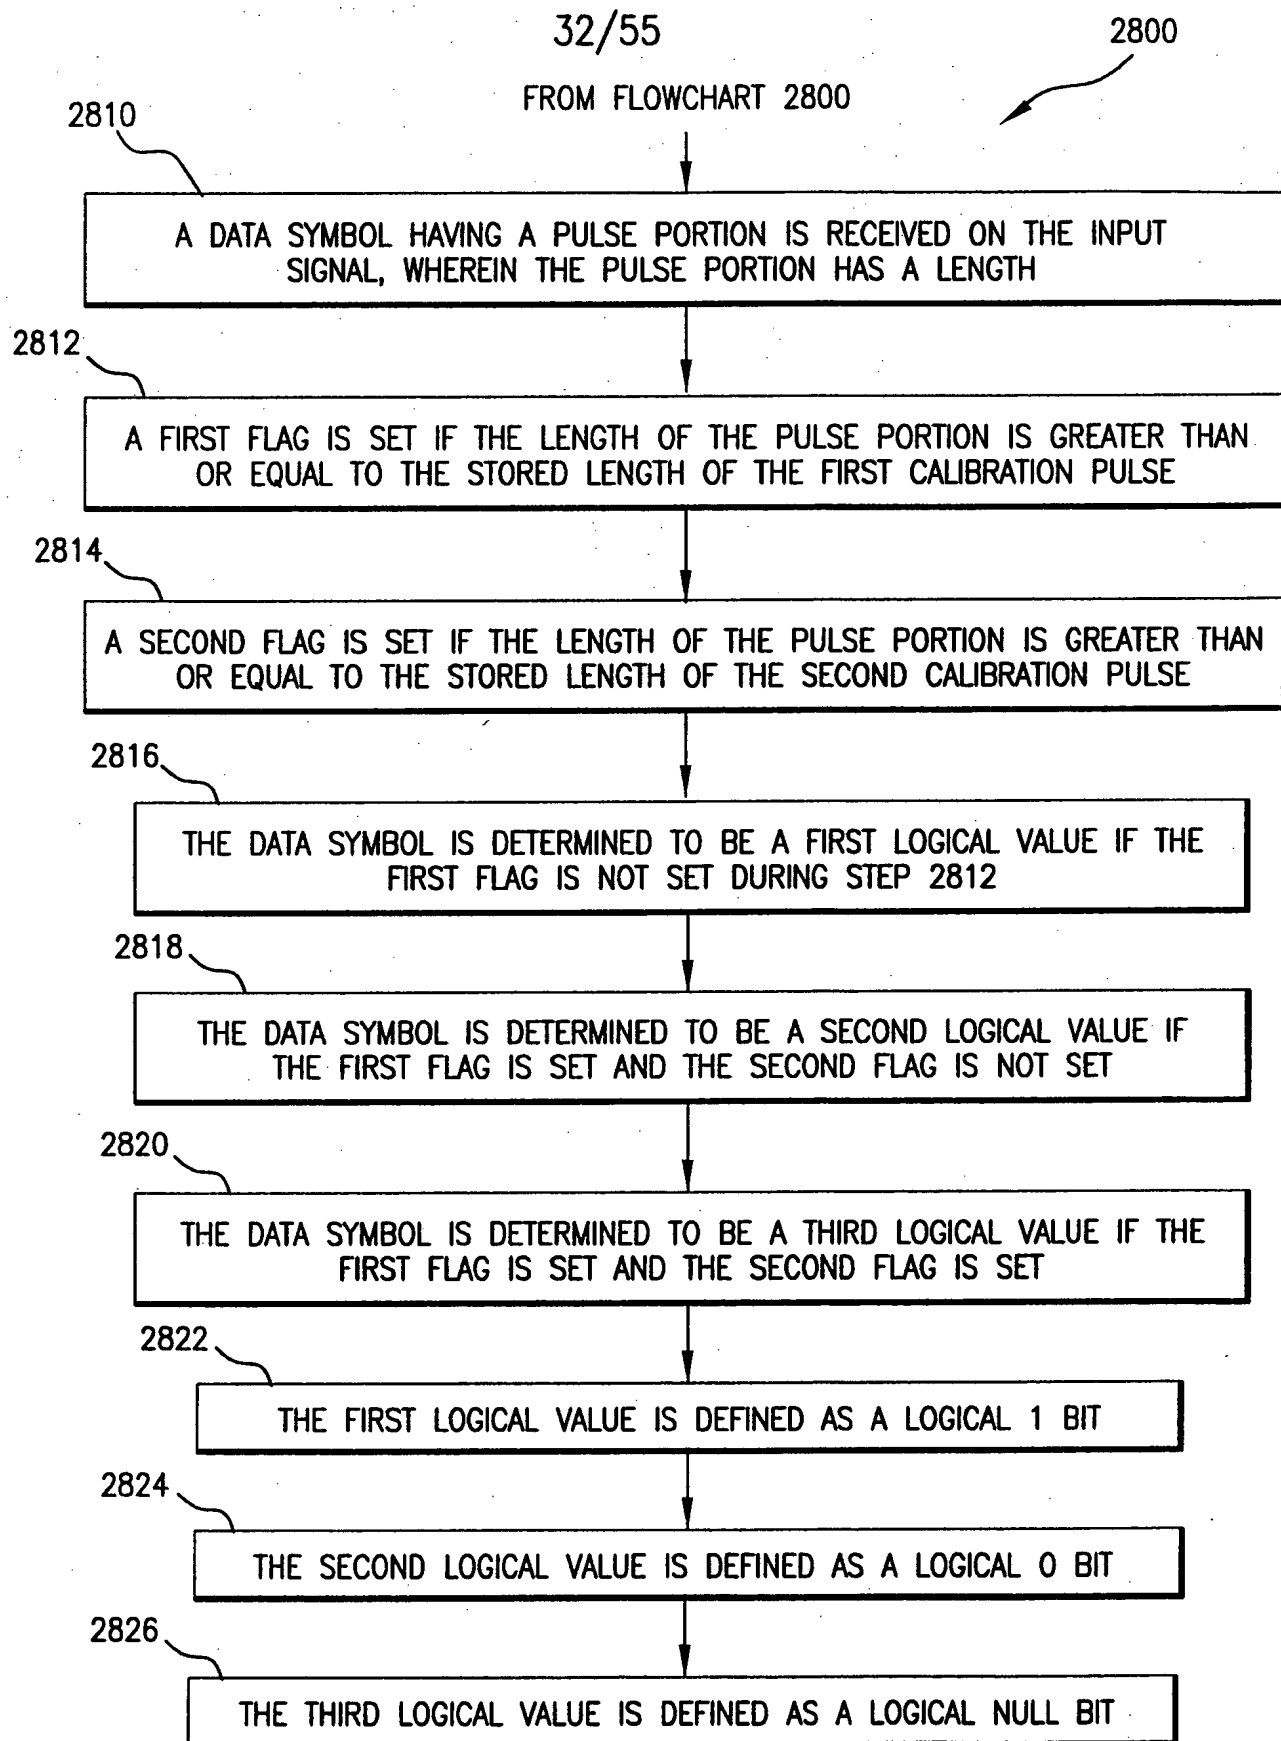 32/55
2800
FROM FLOWCHART 2800
2810
A DATA SYMBOL HAVING A PULSE PORTION IS RECEIVED ON THE INPUT
SIGNAL, WHEREIN THE PULSE PORTION HAS A LENGTH
2812
A FIRST FLAG IS SET IF THE LENGTH OF THE PULSE PORTION IS GREATER THAN
OR EQUAL TO THE STORED LENGTH OF THE FIRST CALIBRATION PULSE
2814
A SECOND FLAG IS SET IF THE LENGTH OF THE PULSE PORTION IS GREATER THAN
OR EQUAL TO THE STORED LENGTH OF THE SECOND CALIBRATION PULSE
2816
THE DATA SYMBOL IS DETERMINED TO BE A FIRST LOGICAL VALUE IF THE
FIRST FLAG IS NOT SET DURING STEP 2812
2818
THE DATA SYMBOL IS DETERMINED TO BE A SECOND LOGICAL VALUE IF
THE FIRST FLAG IS SET AND THE SECOND FLAG IS NOT SET
2820
THE DATA SYMBOL IS DETERMINED TO BE A THIRD LOGICAL VALUE IF THE
FIRST FLAG IS SET AND THE SECOND FLAG IS SET
2822
THE FIRST LOGICAL VALUE IS DEFINED AS A LOGICAL 1 BIT
2824
THE SECOND LOGICAL VALUE IS DEFINED AS A LOGICAL 0 BIT
2826
THE THIRD LOGICAL VALUE IS DEFINED AS A LOGICAL NULL BIT